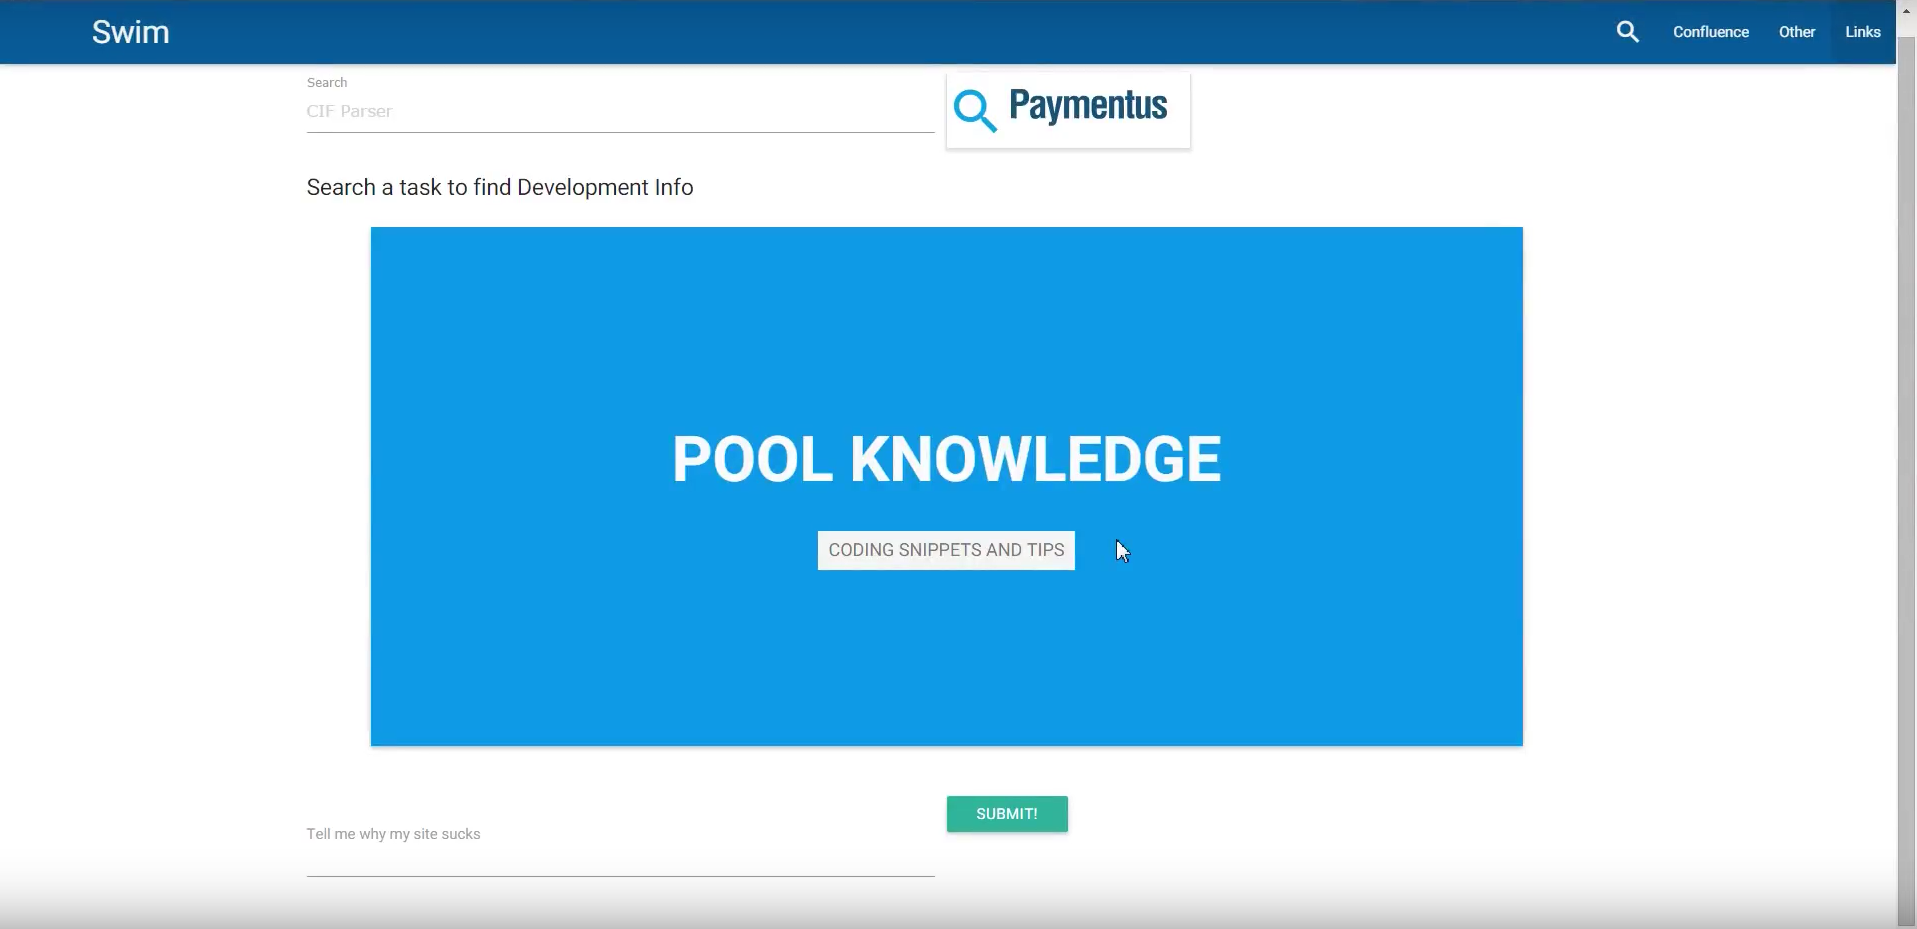 Swim
Confluence
Other
Links
Search
CIF Parser
Paymentus
Search a task to find Development Info
POOL KNOWLEDGE
CODING SNIPPETS AND TIPS
SUBMIT!
Tell me why my site sucks